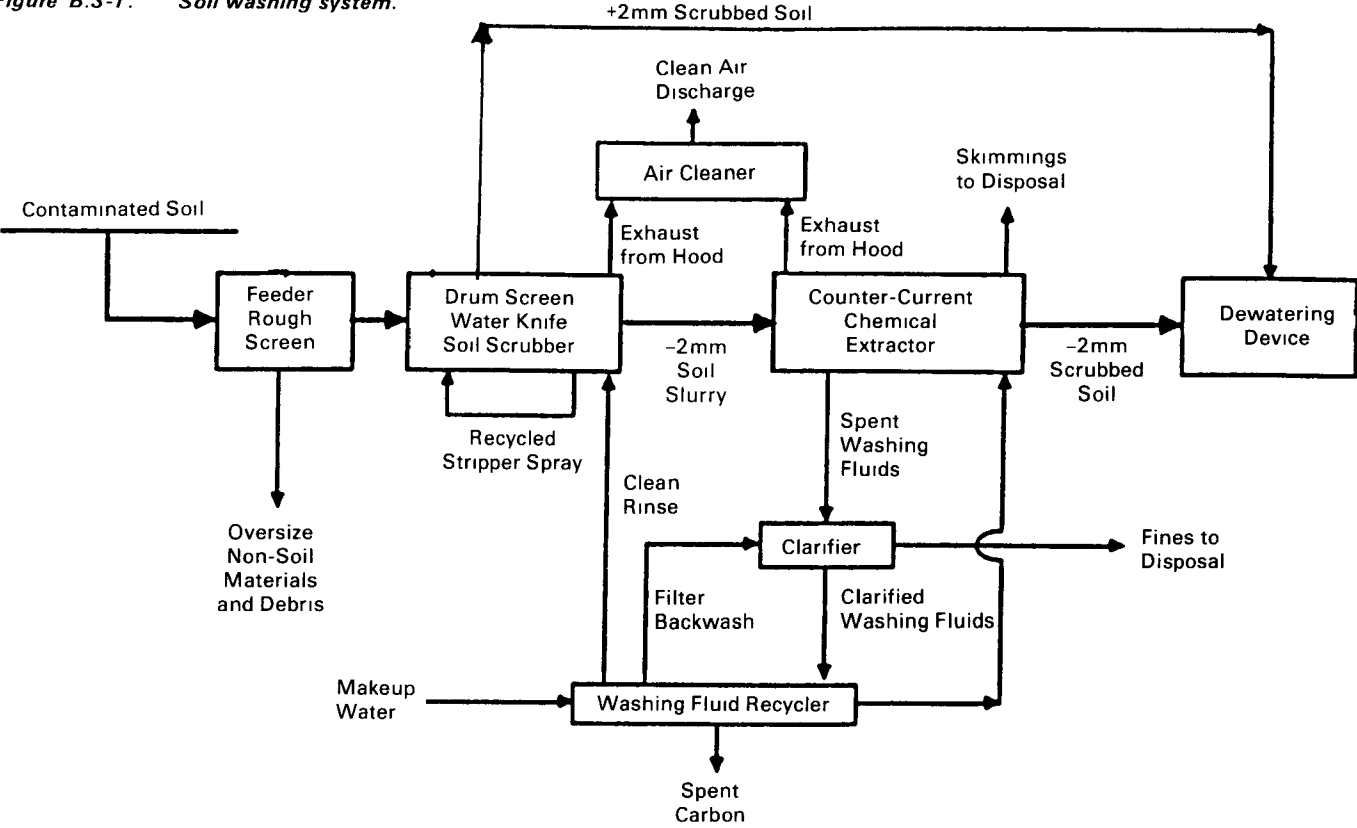 Figure B.3-1. Soil washing system.
+2mm Scrubbed Soil
Clean Air
Discharge
Air Cleaner
Skimmings
to Disposal
Contaminated Soil
Exhaust
from Hood
Exhaust
from Hood
Feeder
Rough
Screen
Drum Screen
Water Knife
Soil Scrubber
Counter-Current
Chemical
Extractor
Dewatering
Device
-2mm
Soil
Slurry
-2mm
Scrubbed
Soil
Recycled
Stripper Spray
Spent
Washing
Fluids
Clean
Rinse
Oversize
Non-Soil
Materials
and Debris
Clarifier
Fines to
Disposal
Filter
Backwash
Clarified
Washing Fluids
Makeup
Water
Washing Fluid Recycler
Spent
Carbon